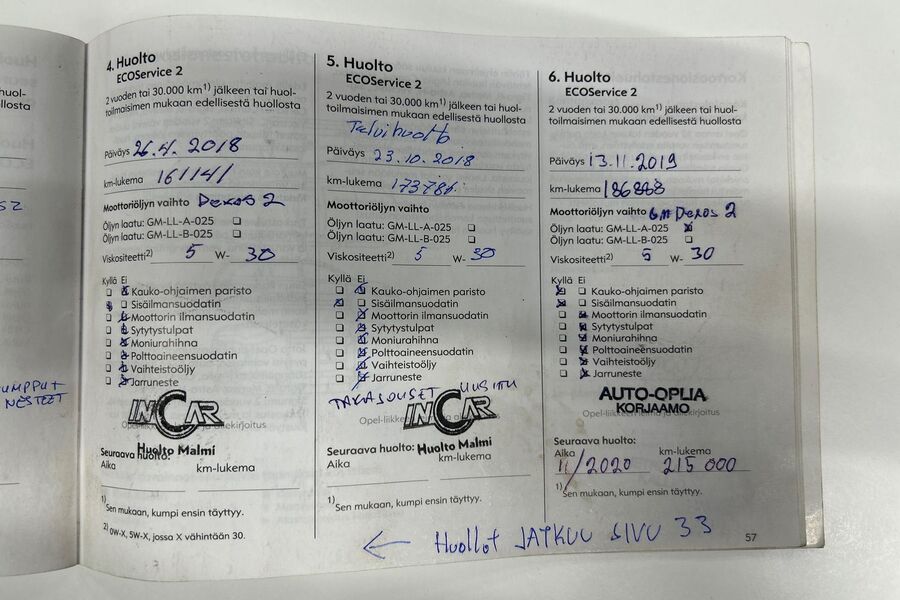 4. Huolto
ECOService 2
2 vuoden tai 30.000 km1) jälkeen tai huol-
toilmaisimen mukaan edellisestä huollosta
Päiväys 26.4. 2018
km-lukema 161141
Moottoriöljyn vaihto Dexos 2
Öljyn laatu: GM-LL-A-025
Öljyn laatu: GM-LL-B-025
Viskositeetti2) 5 W- 30
Kyllä Ei
Kauko-ohjaimen paristo
Sisäilmansuodatin
Moottorin ilmansuodatin
Sytytystulpat
Moniurahihna
Polttoaineensuodatin
Vaihteistoöljy
Jarruneste
INCAR
Huolto Malmi
Seuraava huolto:
Aika km-lukema
1) Sen mukaan, kumpi ensin täyttyy.
2) 0W-X, 5W-X, jossa X vähintään 30.
5. Huolto
ECOService 2
2 vuoden tai 30.000 km1) jälkeen tai huol-
toilmaisimen mukaan edellisestä huollosta
Talvihuolto
Päiväys 23.10.2018
km-lukema 173786
Moottoriöljyn vaihto
Öljyn laatu: GM-LL-A-025
Öljyn laatu: GM-LL-B-025
Viskositeetti2) 5 W- 30
Kyllä Ei
Kauko-ohjaimen paristo
Sisäilmansuodatin
Moottorin ilmansuodatin
Sytytystulpat
Moniurahihna
Polttoaineensuodatin
Vaihteistoöljy
Jarruneste
TAKAJOUSET UUSITU
INCAR
Huolto Malmi
Seuraava huolto:
Aika km-lukema
1) Sen mukaan, kumpi ensin täyttyy.
6. Huolto
ECOService 2
2 vuoden tai 30.000 km1) jälkeen tai huol-
toilmaisimen mukaan edellisestä huollosta
Päiväys 13.11.2019
km-lukema 186888
Moottoriöljyn vaihto GM Dexos 2
Öljyn laatu: GM-LL-A-025
Öljyn laatu: GM-LL-B-025
Viskositeetti2) 5 W- 30
Kyllä Ei
Kauko-ohjaimen paristo
Sisäilmansuodatin
Moottorin ilmansuodatin
Sytytystulpat
Moniurahihna
Polttoaineensuodatin
Vaihteistoöljy
Jarruneste
AUTO-OPLIA
KORJAAMO
Seuraava huolto:
Aika km-lukema
11/2020 215 000
1) Sen mukaan, kumpi ensin täyttyy.
← Huollot JATKUU SIVU 33
57